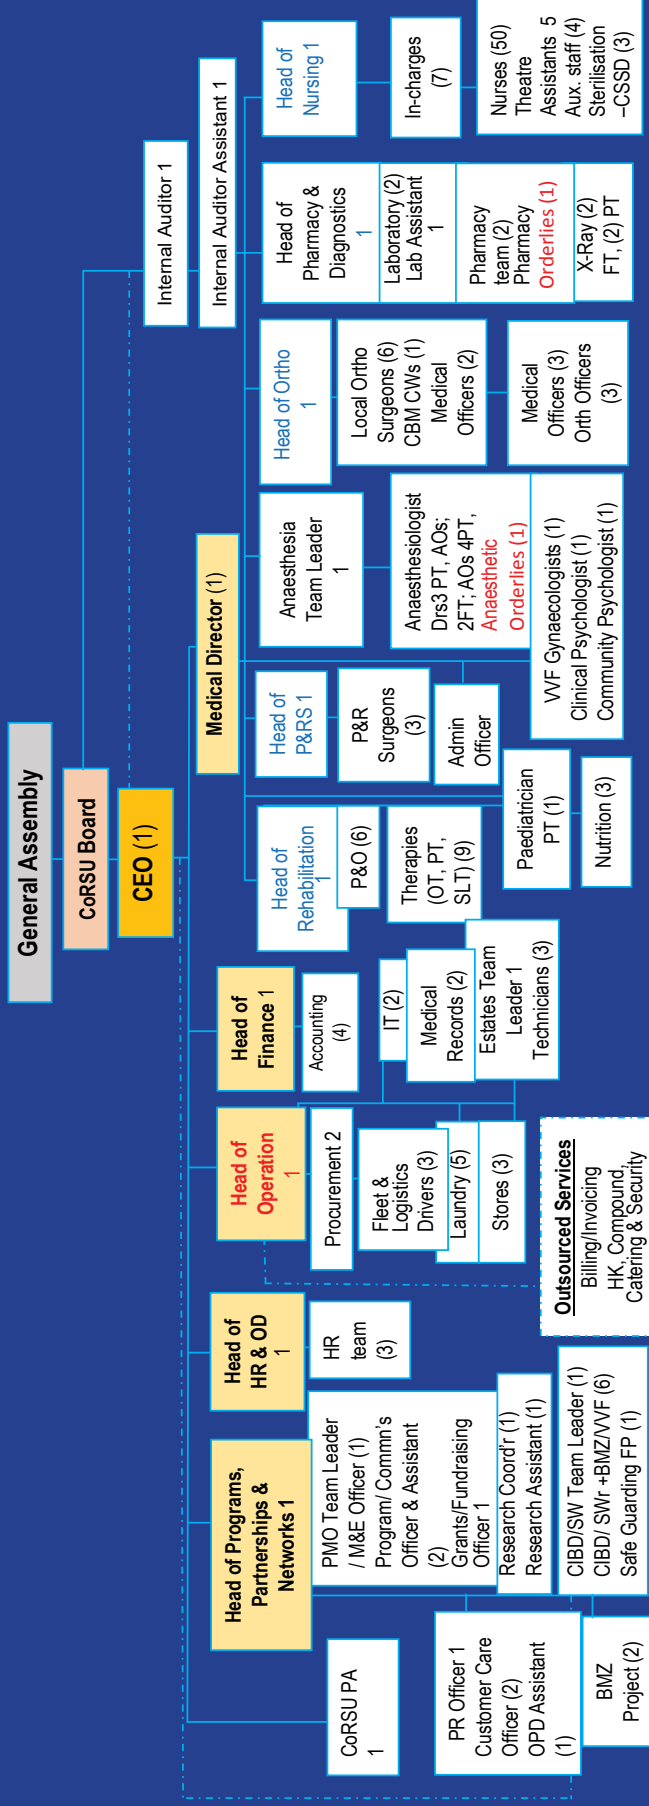 General Assembly
CoRSU Board
CEO (1)
Internal Auditor 1
Internal Auditor Assistant 1
Medical Director (1)
CoRSU PA
1
Head of Programs,
Partnerships &
Networks 1
PMO Team Leader
/ M&E Officer (1)
Program/ Commn's
Officer & Assistant
(2)
Grants/Fundraising
Officer 1
Research Coord'r (1)
Research Assistant (1)
CIBD/SW Team Leader (1)
CIBD/ SWr +BMZ/VVF (6)
Safe Guarding FP (1)
PR Officer 1
Customer Care
Officer (2)
OPD Assistant
(1)
BMZ
Project (2)
Head of
HR & OD
1
HR
team
(3)
Head of
Operation
1
Procurement 2
Fleet &
Logistics
Drivers (3)
Laundry (5)
Stores (3)
IT (2)
Medical
Records (2)
Estates Team
Leader 1
Technicians (3)
Outsourced Services
Billing/Invoicing
HK, Compound,
Catering & Security
Head of
Finance 1
Accounting
(4)
Head of
Rehabilitation
1
P&O (6)
Therapies
(OT, PT,
SLT) (9)
Head of
P&RS 1
P&R
Surgeons
(3)
Admin
Officer
Paediatrician
PT (1)
Nutrition (3)
Anaesthesia
Team Leader
1
Anaesthesiologist
Drs3 PT, AOs;
2FT; AOs 4PT,
Anaesthetic
Orderlies (1)
VVF Gynaecologists (1)
Clinical Psychologist (1)
Community Psychologist (1)
Head of Ortho
1
Local Ortho
Surgeons (6)
CBM CWs (1)
Medical
Officers (2)
Medical
Officers (3)
Orth Officers
(3)
Head of
Pharmacy &
Diagnostics
1
Laboratory (2)
Lab Assistant
1
Pharmacy
team (2)
Pharmacy
Orderlies (1)
X-Ray (2)
FT, (2) PT
Head of
Nursing 1
In-charges
(7)
Nurses (50)
Theatre
Assistants 5
Aux. staff (4)
Sterilisation
–CSSD (3)